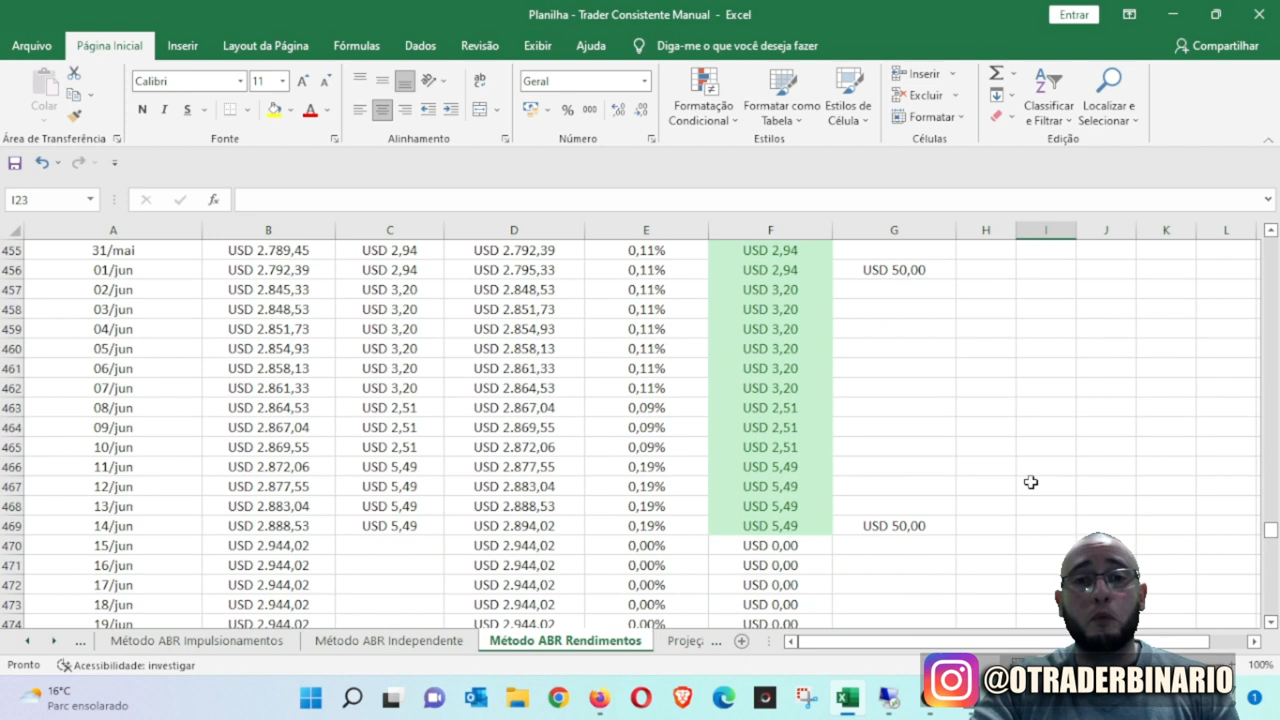 Planilha - Trader Consistente Manual - Excel
Entrar
Arquivo Página Inicial Inserir Layout da Página Fórmulas Dados Revisão Exibir Ajuda Diga-me o que você deseja fazer Compartilhar
Colar
Calibri 11
N I S
Geral
% 000
Formatação Condicional
Formatar como Tabela
Estilos de Célula
Inserir
Excluir
Formatar
Classificar e Filtrar
Localizar e Selecionar
Área de Transferência Fonte Alinhamento Número Estilos Células Edição
I23 fx
A B C D E F G H I J K L
455 31/mai USD 2.789,45 USD 2,94 USD 2.792,39 0,11% USD 2,94
456 01/jun USD 2.792,39 USD 2,94 USD 2.795,33 0,11% USD 2,94 USD 50,00
457 02/jun USD 2.845,33 USD 3,20 USD 2.848,53 0,11% USD 3,20
458 03/jun USD 2.848,53 USD 3,20 USD 2.851,73 0,11% USD 3,20
459 04/jun USD 2.851,73 USD 3,20 USD 2.854,93 0,11% USD 3,20
460 05/jun USD 2.854,93 USD 3,20 USD 2.858,13 0,11% USD 3,20
461 06/jun USD 2.858,13 USD 3,20 USD 2.861,33 0,11% USD 3,20
462 07/jun USD 2.861,33 USD 3,20 USD 2.864,53 0,11% USD 3,20
463 08/jun USD 2.864,53 USD 2,51 USD 2.867,04 0,09% USD 2,51
464 09/jun USD 2.867,04 USD 2,51 USD 2.869,55 0,09% USD 2,51
465 10/jun USD 2.869,55 USD 2,51 USD 2.872,06 0,09% USD 2,51
466 11/jun USD 2.872,06 USD 5,49 USD 2.877,55 0,19% USD 5,49
467 12/jun USD 2.877,55 USD 5,49 USD 2.883,04 0,19% USD 5,49
468 13/jun USD 2.883,04 USD 5,49 USD 2.888,53 0,19% USD 5,49
469 14/jun USD 2.888,53 USD 5,49 USD 2.894,02 0,19% USD 5,49 USD 50,00
470 15/jun USD 2.944,02 USD 2.944,02 0,00% USD 0,00
471 16/jun USD 2.944,02 USD 2.944,02 0,00% USD 0,00
472 17/jun USD 2.944,02 USD 2.944,02 0,00% USD 0,00
473 18/jun USD 2.944,02 USD 2.944,02 0,00% USD 0,00
474 19/jun USD 2.944,02 USD 2.944,02 0,00% USD 0,00
... Método ABR Impulsionamentos Método ABR Independente Método ABR Rendimentos Projeç ...
Pronto Acessibilidade: investigar 100%
@OTRADERBINARIO
16°C
Parc ensolarado
1